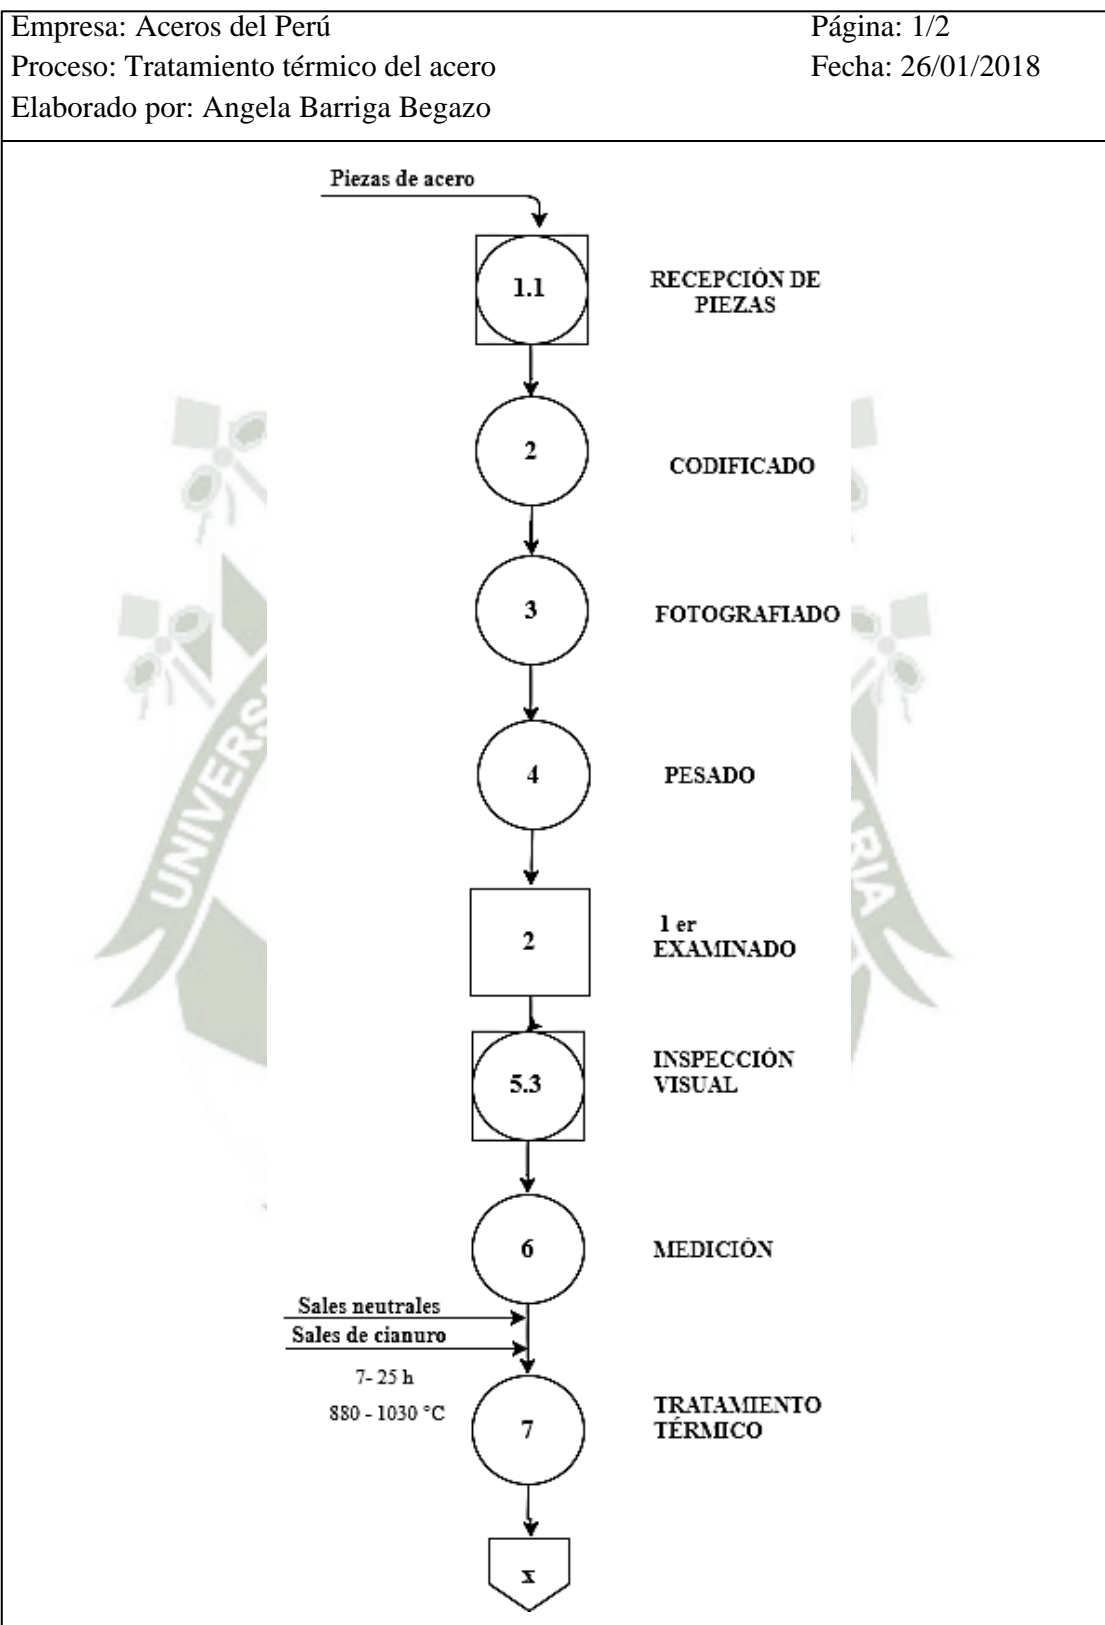 Empresa: Aceros del Perú Página: 1/2
Proceso: Tratamiento térmico del acero Fecha: 26/01/2018
Elaborado por: Angela Barriga Begazo
Piezas de acero
1.1
RECEPCIÓN DE
PIEZAS
2
CODIFICADO
3
FOTOGRAFIADO
4
PESADO
2
1 er
EXAMINADO
5.3
INSPECCIÓN
VISUAL
6
MEDICIÓN
Sales neutrales
Sales de cianuro
7- 25 h
880 - 1030 °C
7
TRATAMIENTO
TÉRMICO
x